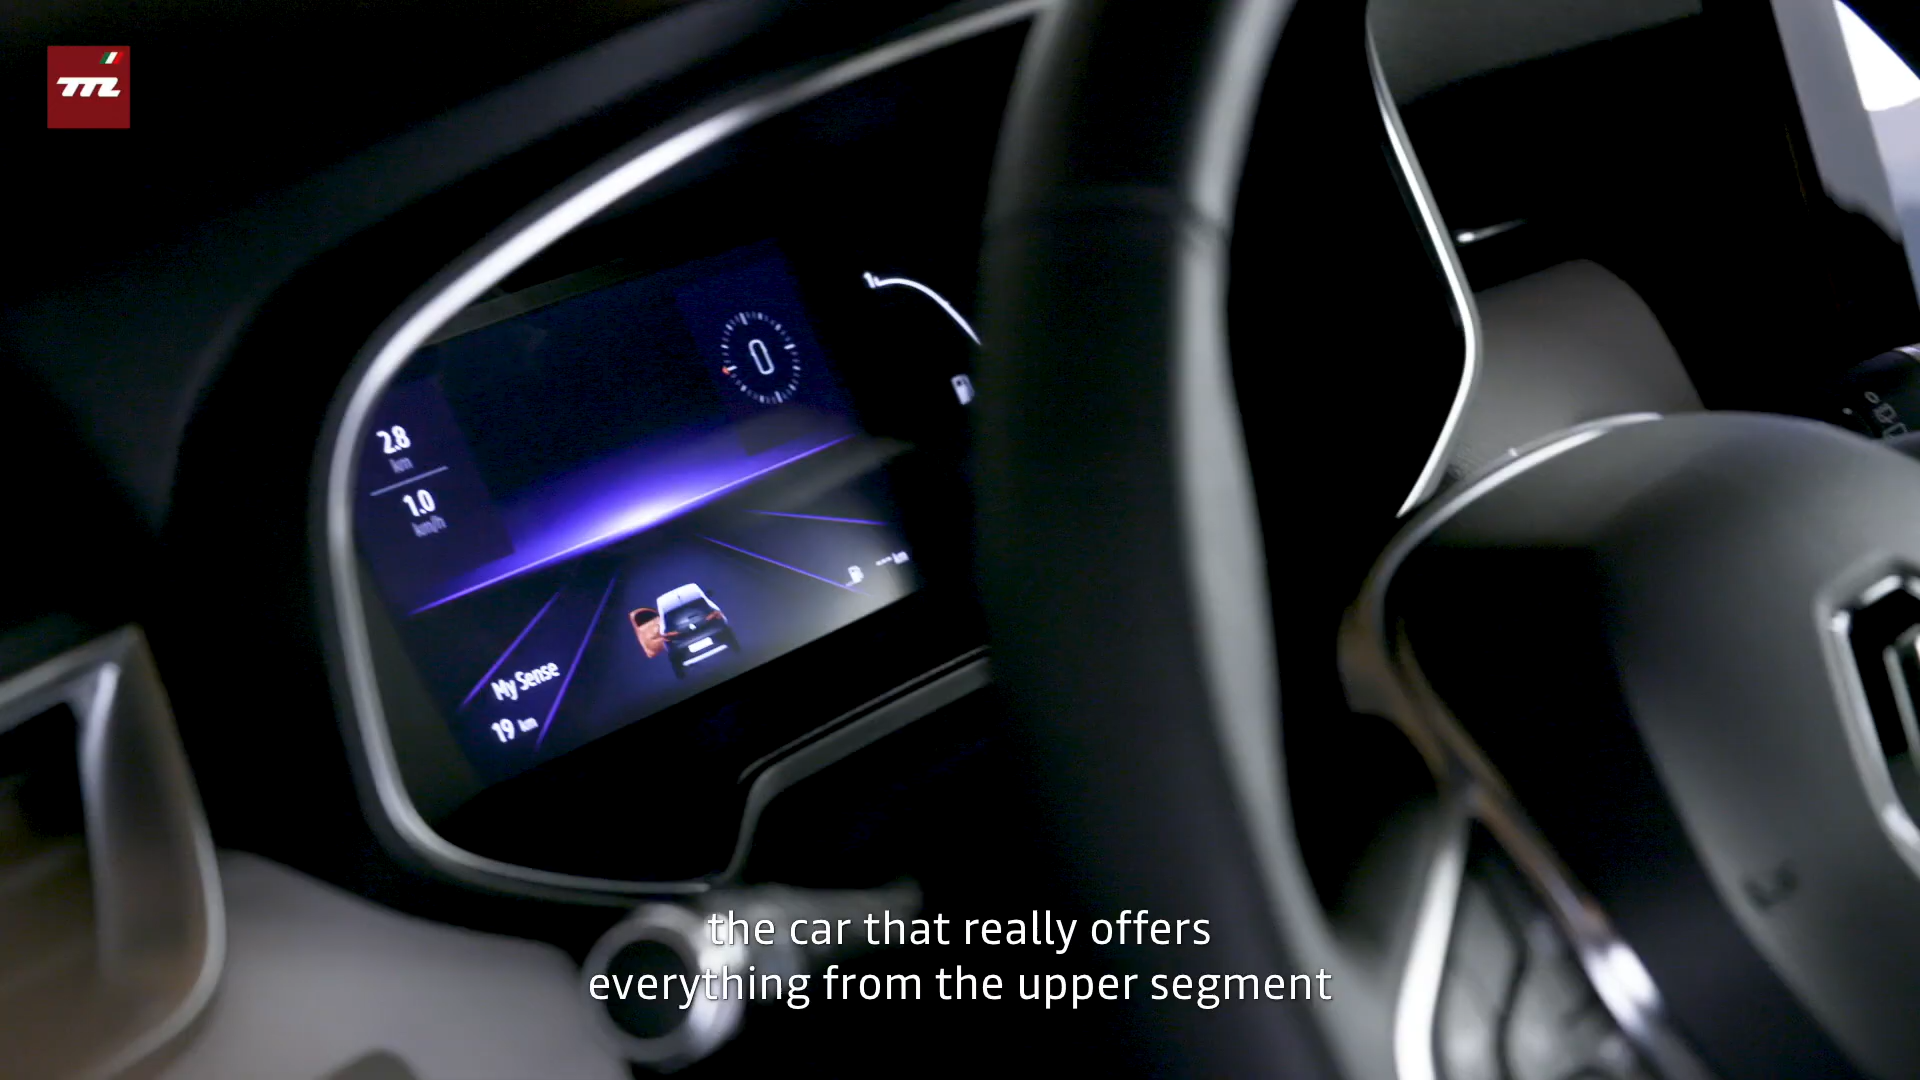 0
2.8
km
1.0
km/h
--- km
My Sense
19 km
the car that really offers
everything from the upper segment